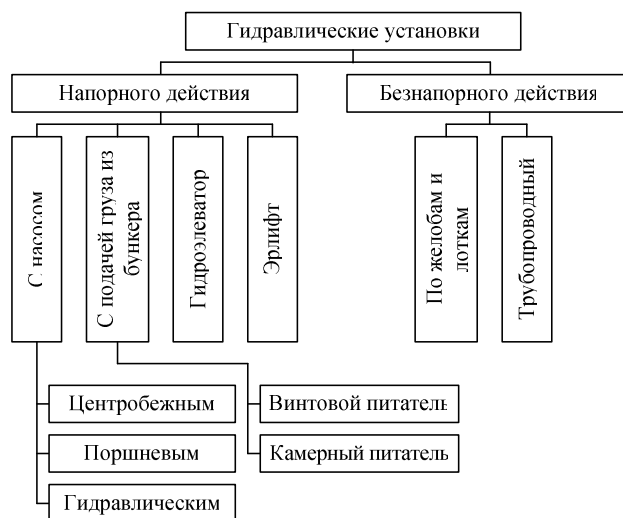 Гидравлические установки
Напорного действия
Безнапорного действия
С насосом
С подачей груза из
бункера
Гидроэлеватор
Эрлифт
По желобам и
лоткам
Трубопроводный
Центробежным
Поршневым
Гидравлическим
Винтовой питатель
Камерный питатель